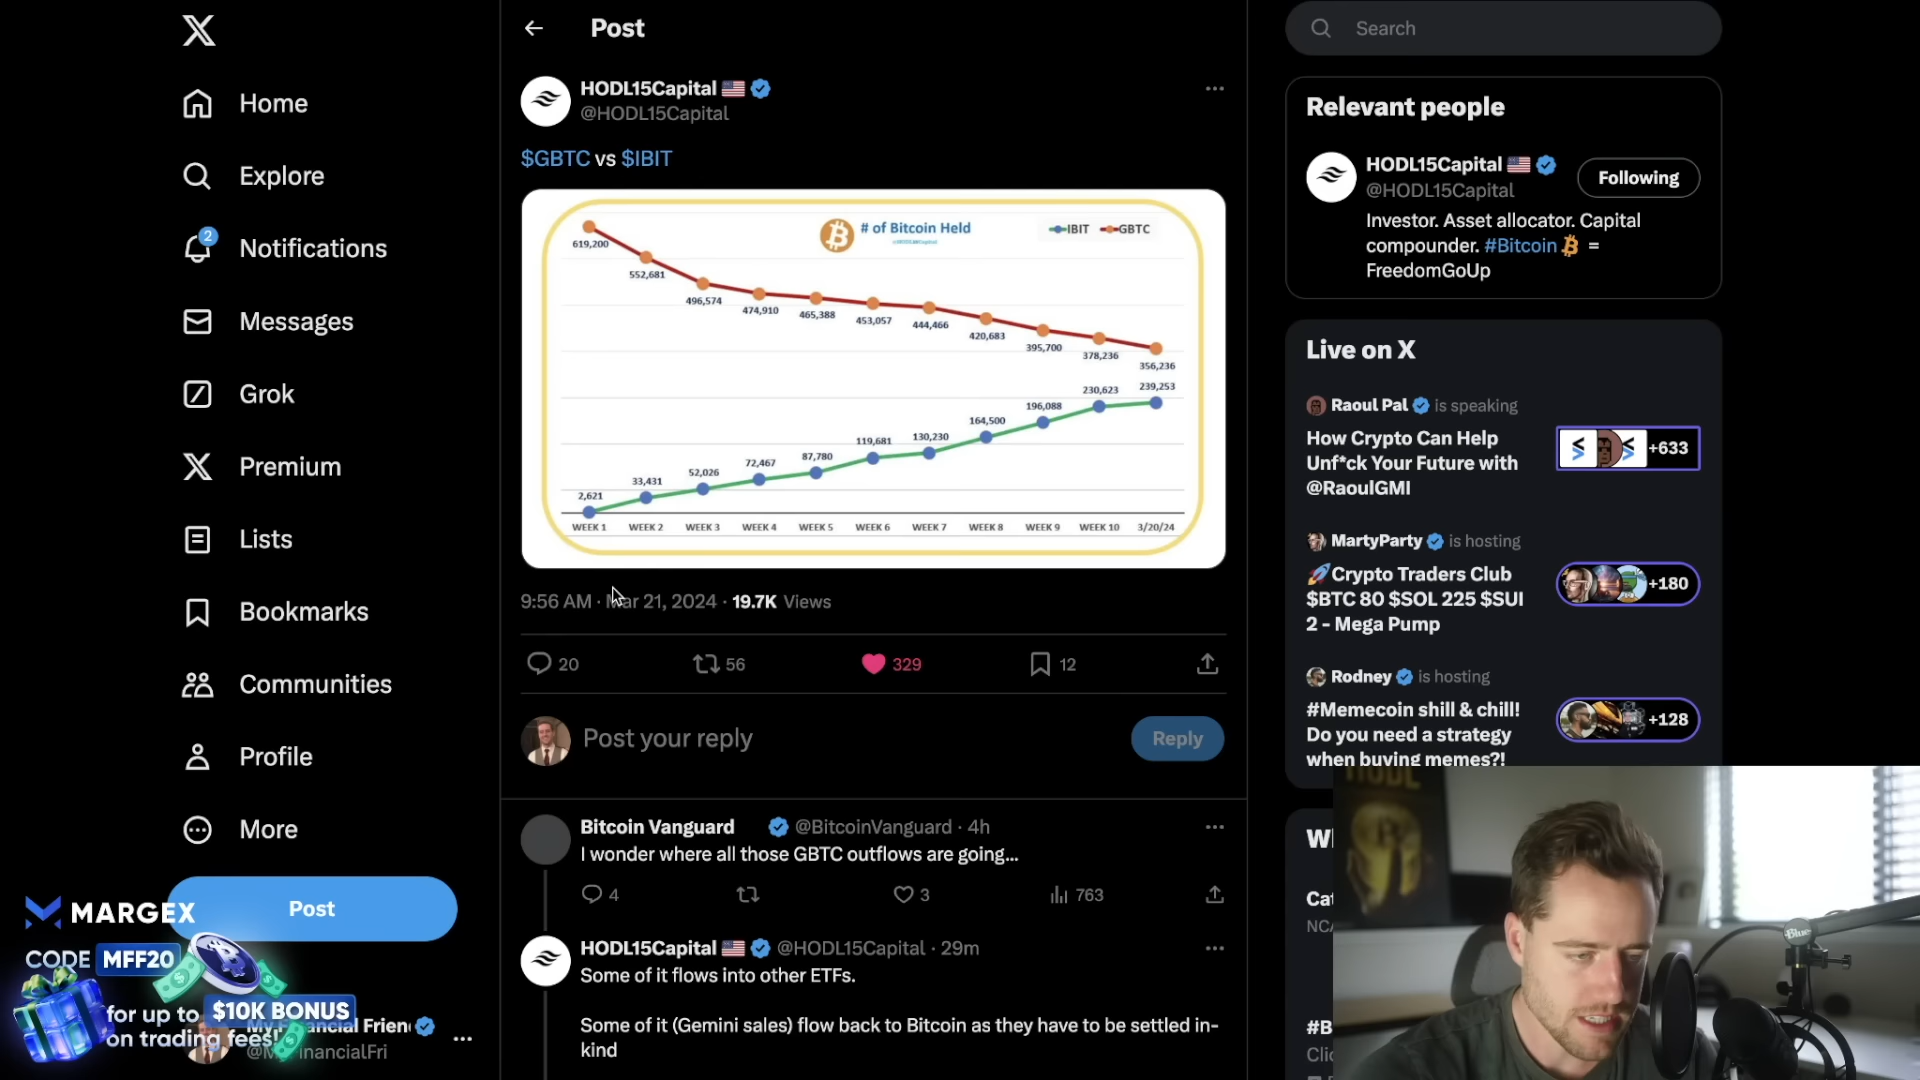 Home
Explore
2
Notifications
Messages
Grok
Premium
Lists
Bookmarks
Communities
Profile
More
Post
MARGEX
CODE MFF20
for up to $10K BONUS
on trading fees!
Post
HODL15Capital
@HODL15Capital
$GBTC vs $IBIT
# of Bitcoin Held
IBIT GBTC
619,200
552,681
496,574
474,910
465,388
453,057
444,466
420,683
395,700
378,236
356,236
2,621
33,431
52,026
72,467
87,780
119,681
130,230
164,500
196,088
230,623
239,253
WEEK 1 WEEK 2 WEEK 3 WEEK 4 WEEK 5 WEEK 6 WEEK 7 WEEK 8 WEEK 9 WEEK 10 3/20/24
9:56 AM · Mar 21, 2024 · 19.7K Views
20 56 329 12
Post your reply
Reply
Bitcoin Vanguard @BitcoinVanguard · 4h
I wonder where all those GBTC outflows are going...
4 3 763
HODL15Capital @HODL15Capital · 29m
Some of it flows into other ETFs.
Some of it (Gemini sales) flow back to Bitcoin as they have to be settled in-
kind
Search
Relevant people
HODL15Capital
@HODL15Capital
Following
Investor. Asset allocator. Capital
compounder. #Bitcoin =
FreedomGoUp
Live on X
Raoul Pal is speaking
How Crypto Can Help
Unf*ck Your Future with
@RaoulGMI
+633
MartyParty is hosting
Crypto Traders Club
$BTC 80 $SOL 225 $SUI
2 - Mega Pump
+180
Rodney is hosting
#Memecoin shill & chill!
Do you need a strategy
when buying memes?!
+128
HODL
Blue